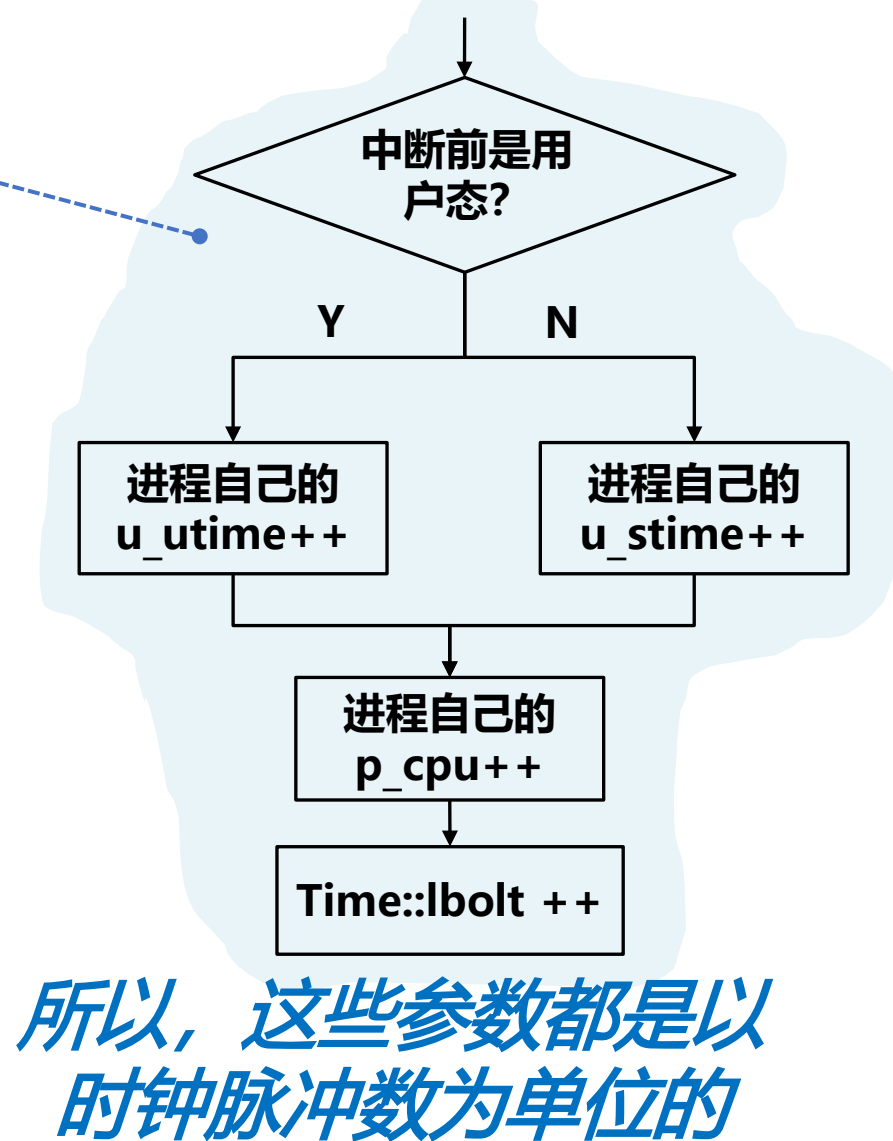 中断前是用
户态？
Y
N
进程自己的
u_utime++
进程自己的
u_stime++
进程自己的
p_cpu++
Time::lbolt ++
所以，这些参数都是以
时钟脉冲数为单位的